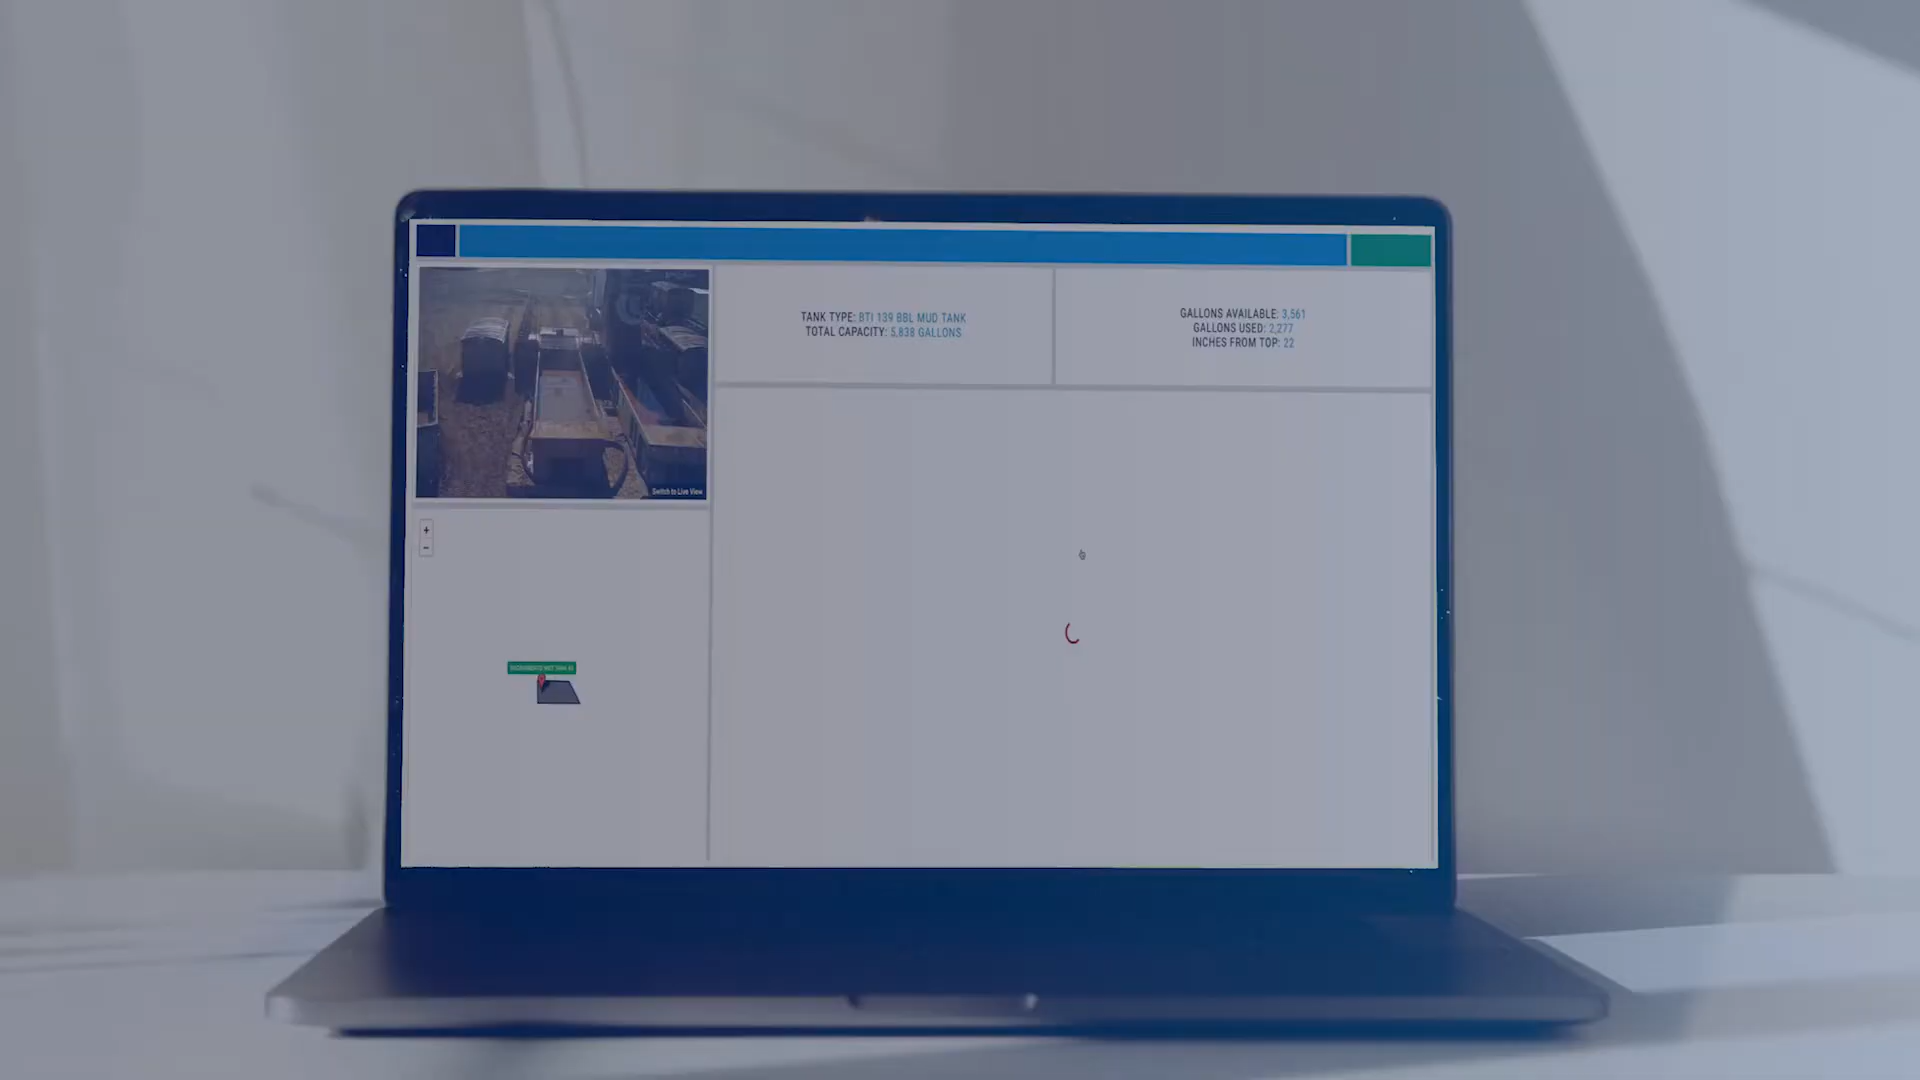 TANK TYPE: BTI 139 BBL MUD TANK
TOTAL CAPACITY: 5,838 GALLONS
GALLONS AVAILABLE: 3,561
GALLONS USED: 2,277
INCHES FROM TOP: 22
Switch to Live View
+
-